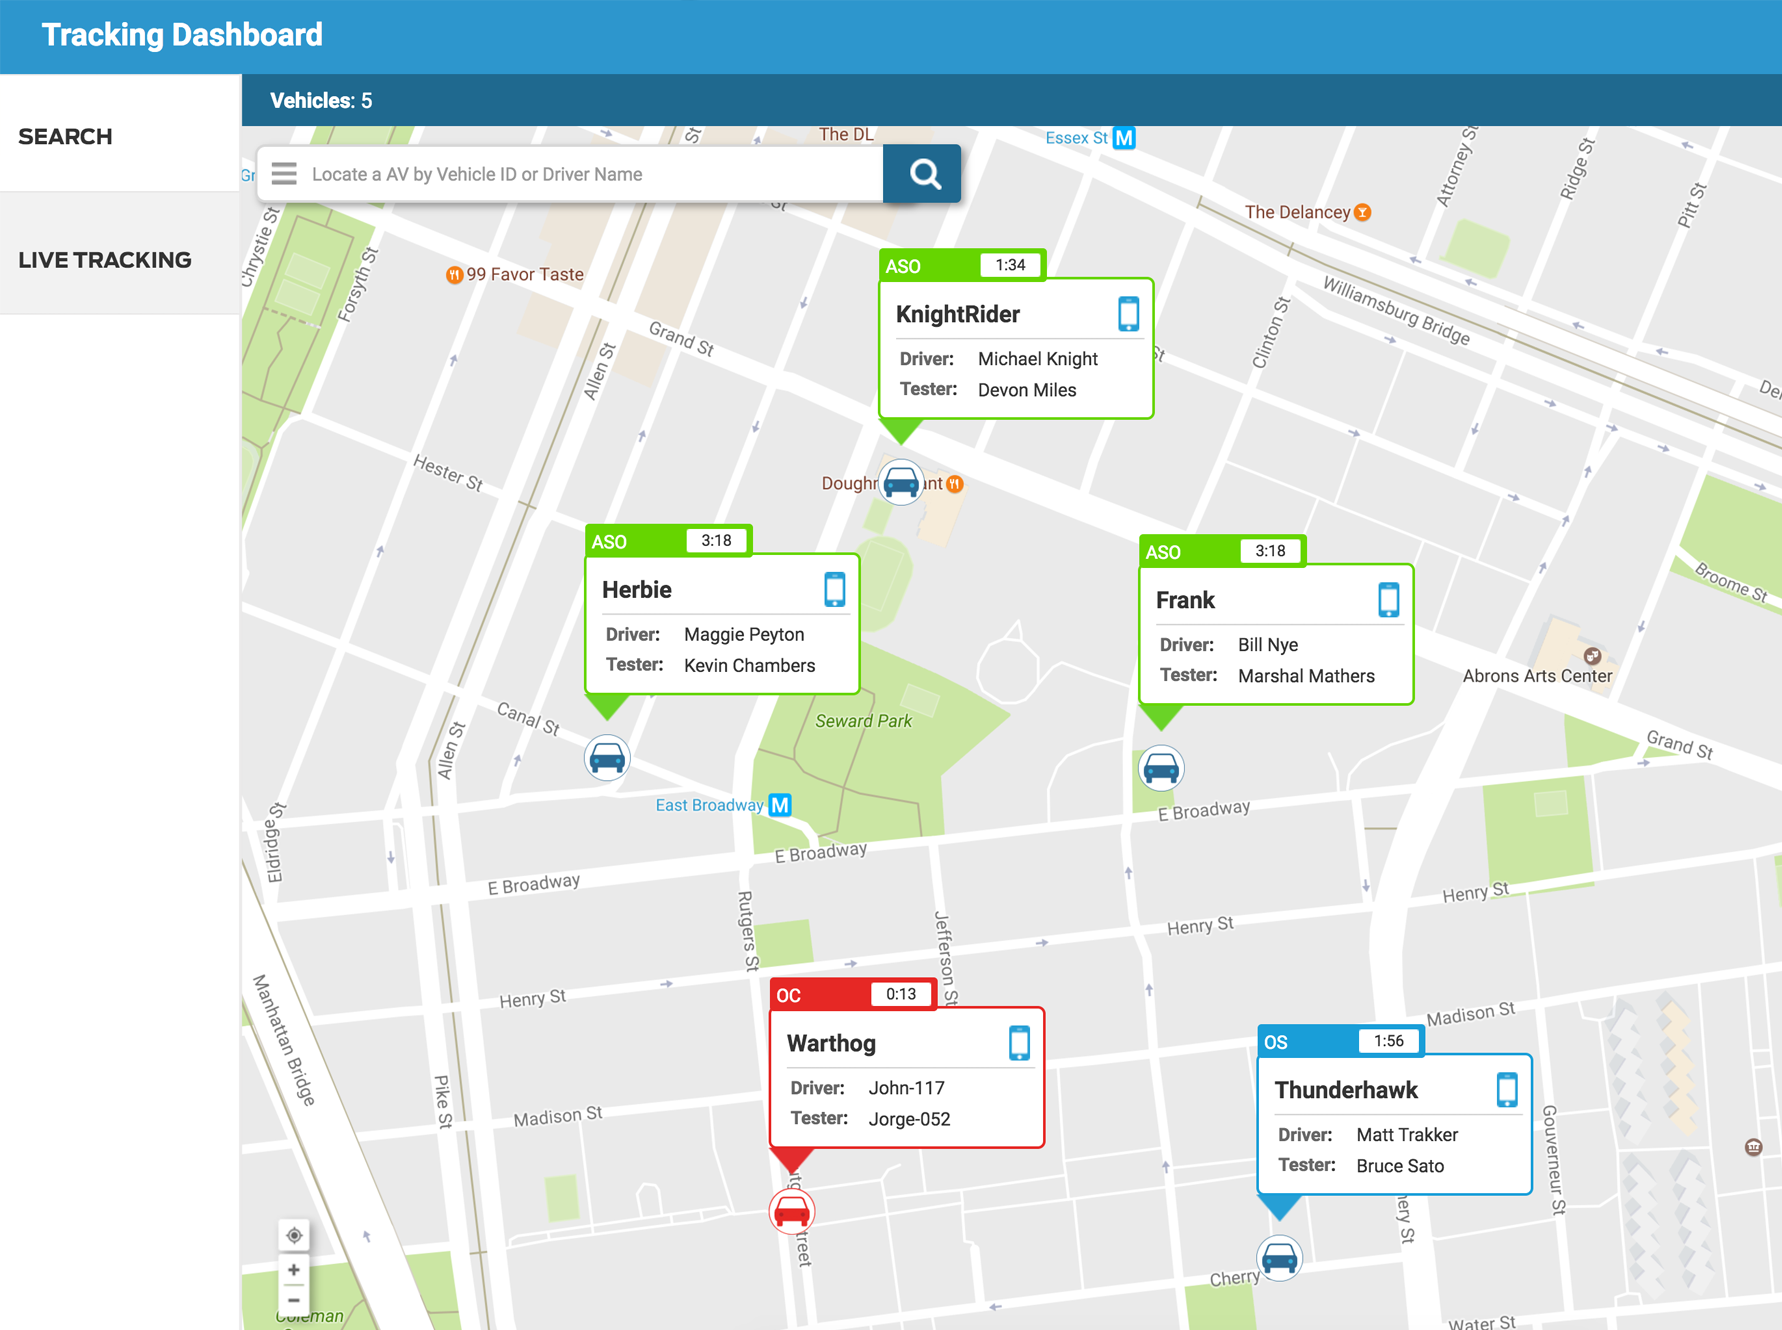 Tracking Dashboard
Vehicles: 5
SEARCH
LIVE TRACKING
Locate a AV by Vehicle ID or Driver Name
The DL
Essex St M
St
Gr
St
Chrystie St
Forsyth St
Attorney St
Ridge St
Pitt St
The Delancey
99 Favor Taste
Grand St
Allen St
Williamsburg Bridge
Clinton St
St
ASO 1:34
KnightRider
Driver: Michael Knight
Tester: Devon Miles
Hester St
ASO 3:18
Herbie
Driver: Maggie Peyton
Tester: Kevin Chambers
ASO 3:18
Frank
Driver: Bill Nye
Tester: Marshal Mathers
Broome St
Abrons Arts Center
Canal St
Allen St
Seward Park
Grand St
East Broadway M
E Broadway
E Broadway
E Broadway
Eldridge St
Henry St
Henry St
Henry St
Rutgers St
Jefferson St
Manhattan Bridge
OC 0:13
Warthog
Driver: John-117
Tester: Jorge-052
Madison St
Madison St
Pike St
OS 1:56
Thunderhawk
Driver: Matt Trakker
Tester: Bruce Sato
Gouverneur St
Cherry
Water St